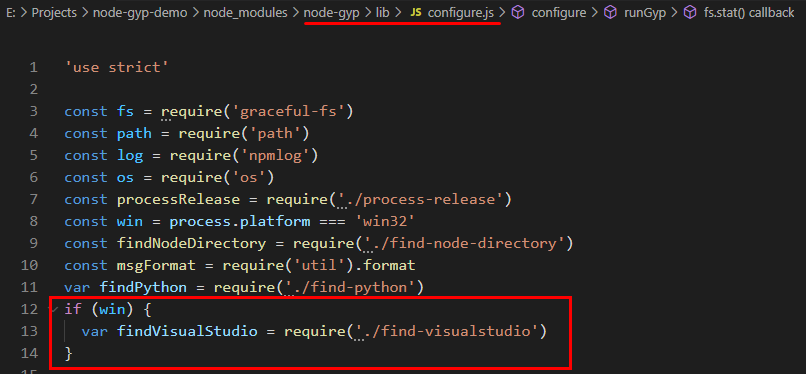 E: > Projects > node-gyp-demo > node_modules > node-gyp > lib > JS configure.js > configure > runGyp > fs.stat() callback
1 'use strict'
2
3 const fs = require('graceful-fs')
4 const path = require('path')
5 const log = require('npmlog')
6 const os = require('os')
7 const processRelease = require('./process-release')
8 const win = process.platform === 'win32'
9 const findNodeDirectory = require('./find-node-directory')
10 const msgFormat = require('util').format
11 var findPython = require('./find-python')
12 if (win) {
13 var findVisualStudio = require('./find-visualstudio')
14 }